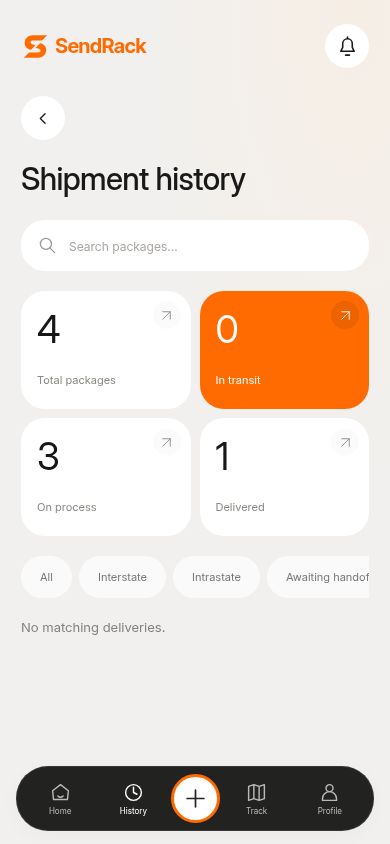 SendRack
Shipment history
Search packages...
4
Total packages
0
In transit
3
On process
1
Delivered
All
Interstate
Intrastate
Awaiting handof
No matching deliveries.
Home
History
Track
Profile